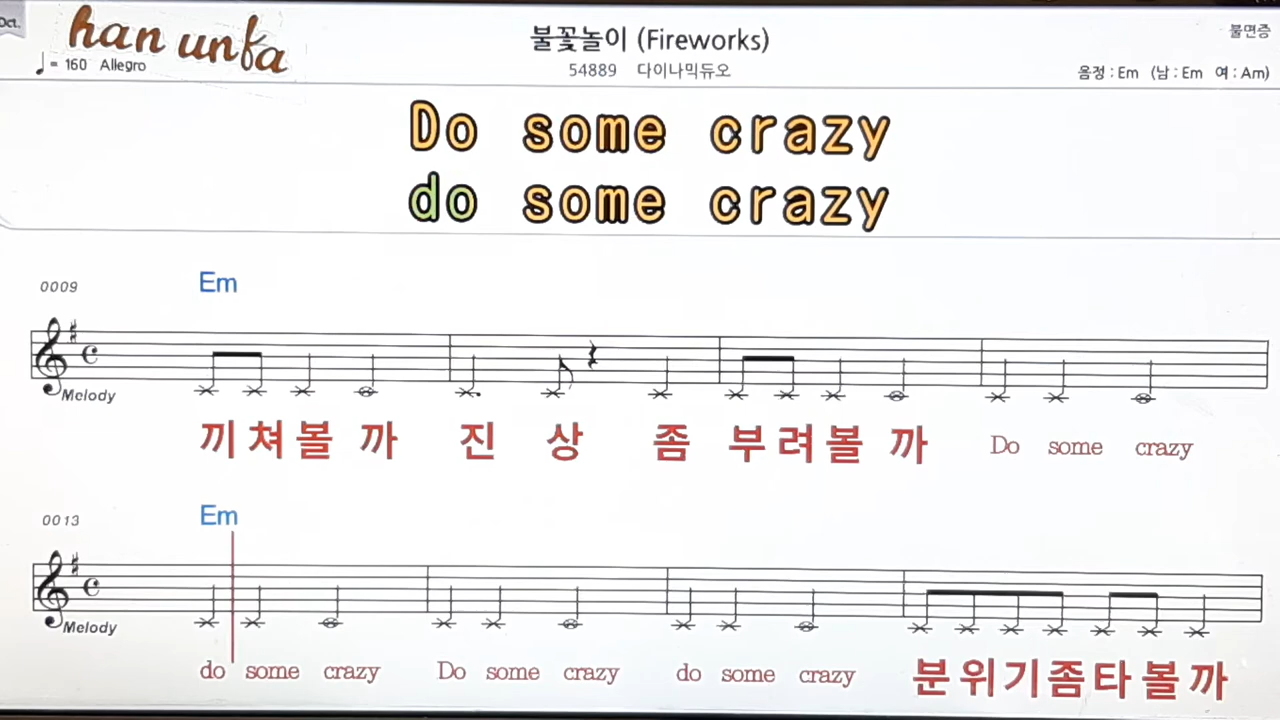 Oct.
han unfa
불꽃놀이 (Fireworks)
불면증
♩= 160 Allegro
54889 다이나믹듀오
음정 : Em (남 : Em 여 : Am)
Do some crazy
do some crazy
0009 Em
Melody
끼쳐볼 까 진 상 좀 부려볼 까 Do some crazy
0013 Em
Melody
do some crazy Do some crazy do some crazy 분위기좀타볼까